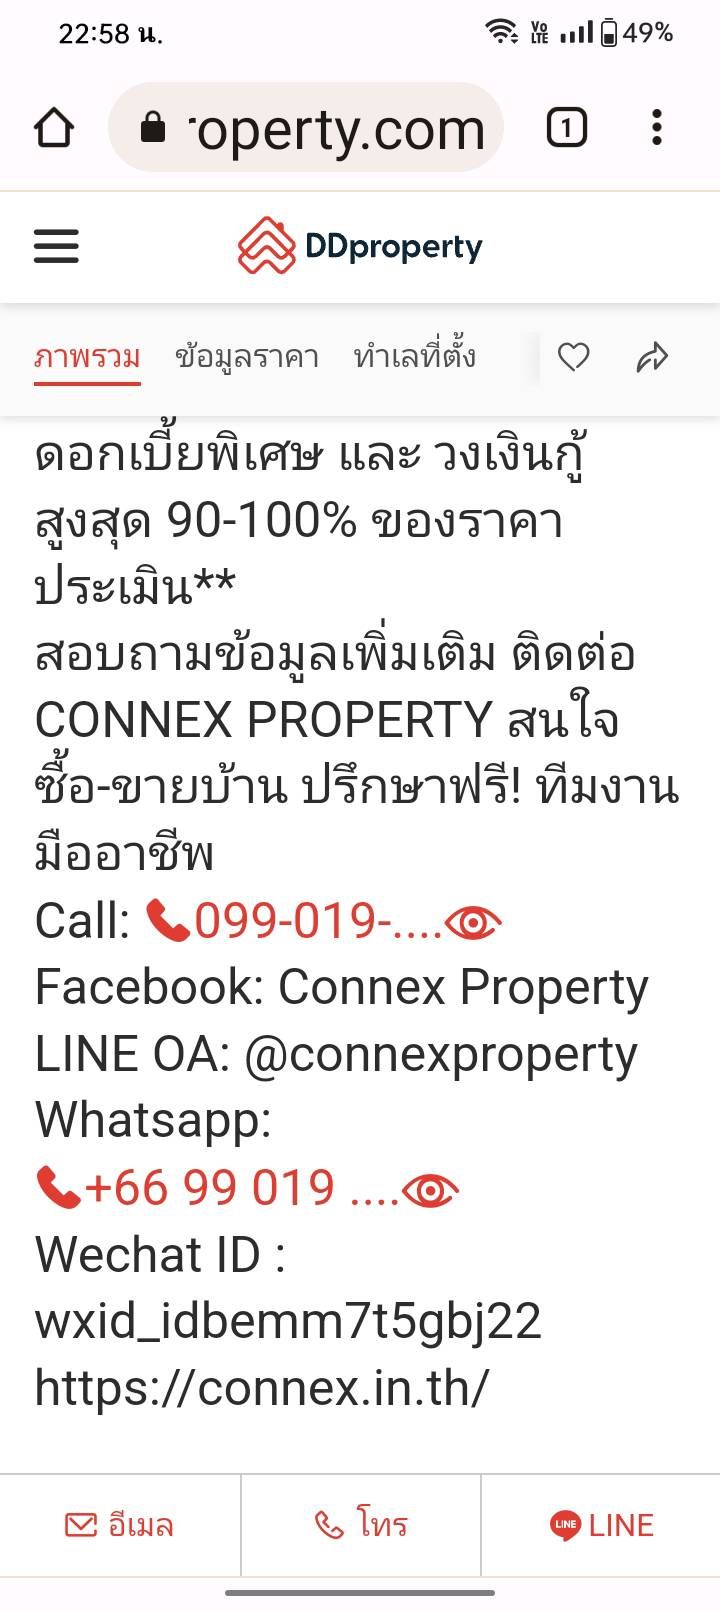 22:58 น.
VoLTE 49%
roperty.com 1
DDproperty
ภาพรวม ข้อมูลราคา ทำเลที่ตั้ง
ดอกเบี้ยพิเศษ และ วงเงินกู้
สูงสุด 90-100% ของราคา
ประเมิน**
สอบถามข้อมูลเพิ่มเติม ติดต่อ
CONNEX PROPERTY สนใจ
ซื้อ-ขายบ้าน ปรึกษาฟรี! ทีมงาน
มืออาชีพ
Call: 099-019-....
Facebook: Connex Property
LINE OA: @connexproperty
Whatsapp:
+66 99 019 ....
Wechat ID :
wxid_idbemm7t5gbj22
https://connex.in.th/
อีเมล โทร LINE LINE